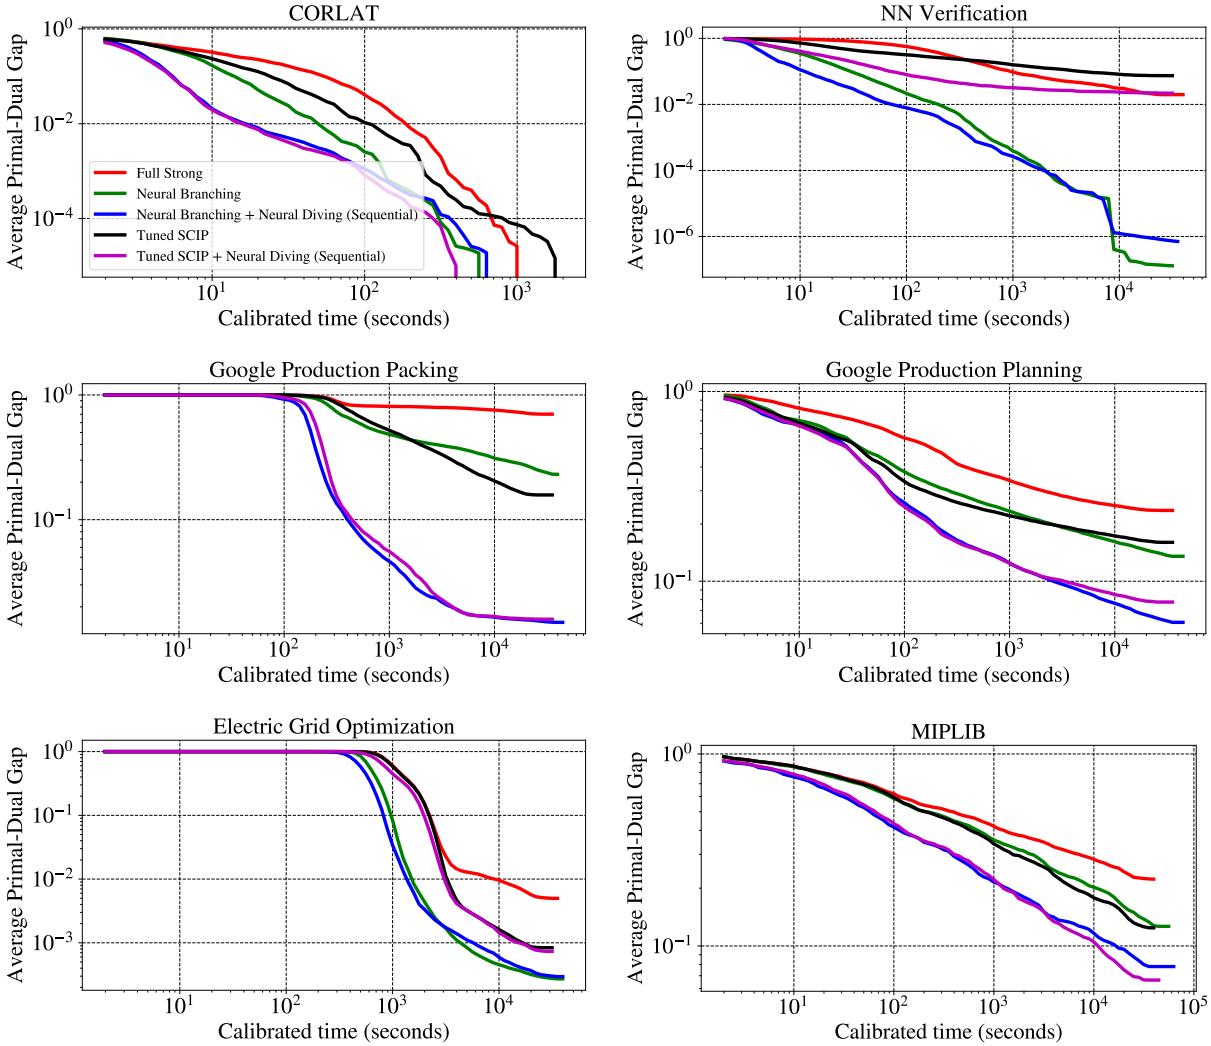 CORLAT
Average Primal-Dual Gap
10^0
10^-2
10^-4
Full Strong
Neural Branching
Neural Branching + Neural Diving (Sequential)
Tuned SCIP
Tuned SCIP + Neural Diving (Sequential)
10^1 10^2 10^3
Calibrated time (seconds)
NN Verification
Average Primal-Dual Gap
10^0
10^-2
10^-4
10^-6
10^1 10^2 10^3 10^4
Calibrated time (seconds)
Google Production Packing
Average Primal-Dual Gap
10^0
10^-1
10^1 10^2 10^3 10^4
Calibrated time (seconds)
Google Production Planning
Average Primal-Dual Gap
10^0
10^-1
10^1 10^2 10^3 10^4
Calibrated time (seconds)
Electric Grid Optimization
Average Primal-Dual Gap
10^0
10^-1
10^-2
10^-3
10^1 10^2 10^3 10^4
Calibrated time (seconds)
MIPLIB
Average Primal-Dual Gap
10^0
10^-1
10^1 10^2 10^3 10^4 10^5
Calibrated time (seconds)